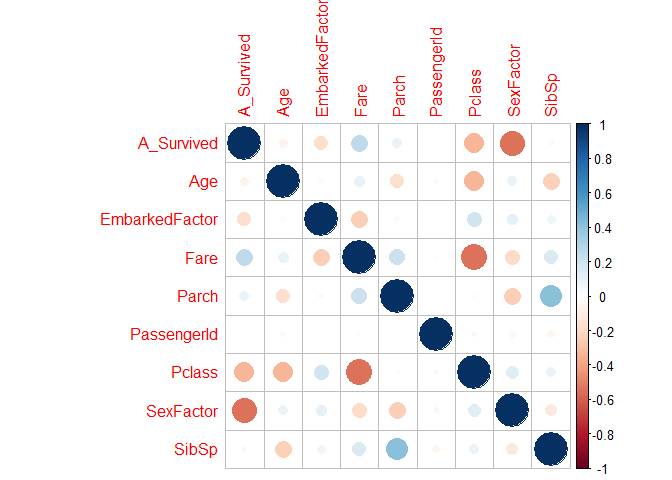 A_Survived
Age
EmbarkedFactor
Fare
Parch
PassengerId
Pclass
SexFactor
SibSp
A_Survived
Age
EmbarkedFactor
Fare
Parch
PassengerId
Pclass
SexFactor
SibSp
1
0.8
0.6
0.4
0.2
0
-0.2
-0.4
-0.6
-0.8
-1